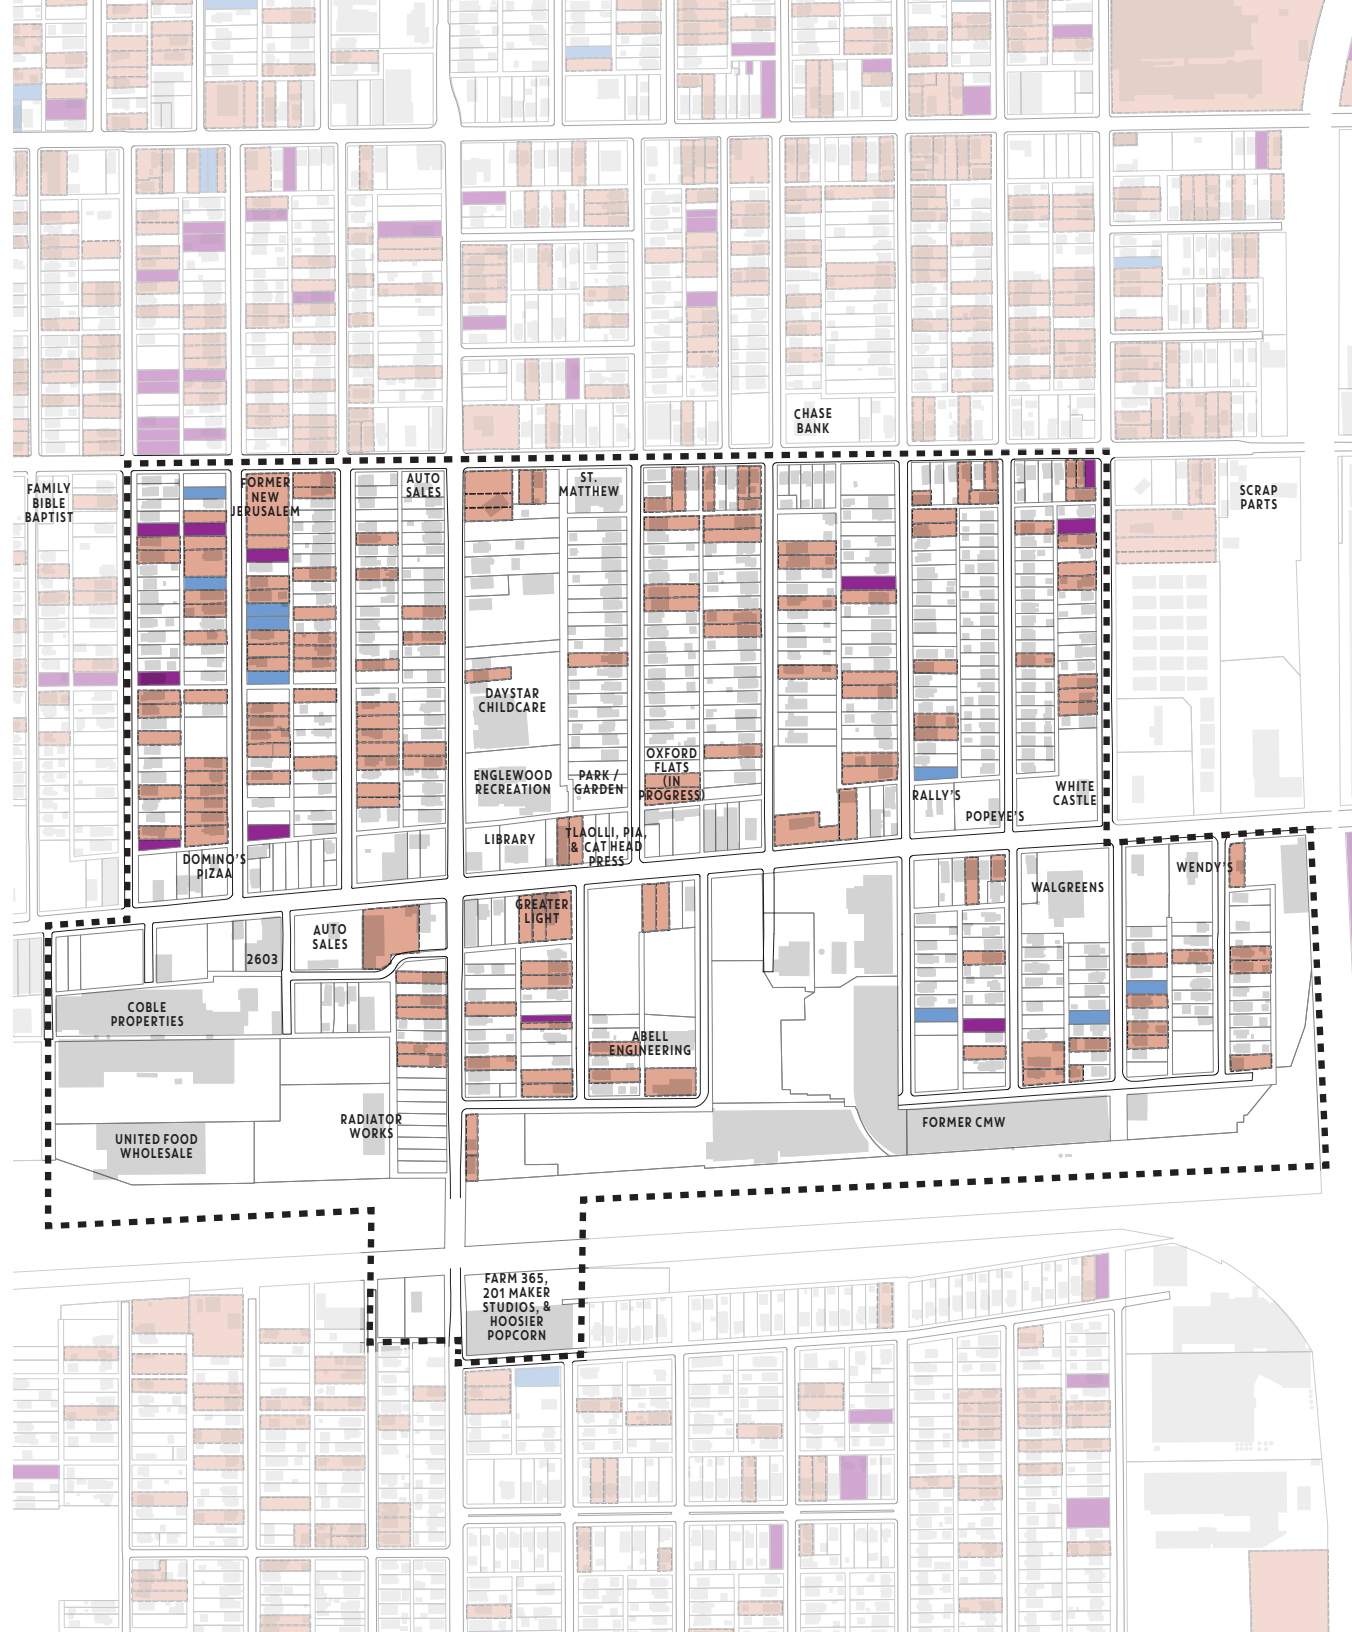 CHASE
BANK
FAMILY
BIBLE
BAPTIST
FORMER
NEW
JERUSALEM
AUTO
SALES
ST.
MATTHEW
SCRAP
PARTS
DAYSTAR
CHILDCARE
ENGLEWOOD
RECREATION
PARK /
GARDEN
OXFORD
FLATS
(IN
PROGRESS)
RALLY'S
POPEYE'S
WHITE
CASTLE
LIBRARY
TLAOLLI, PIA,
& CAT HEAD
PRESS
DOMINO'S
PIZAA
WALGREENS
WENDY'S
GREATER
LIGHT
AUTO
SALES
2603
COBLE
PROPERTIES
ABELL
ENGINEERING
RADIATOR
WORKS
FORMER CMW
UNITED FOOD
WHOLESALE
FARM 365,
201 MAKER
STUDIOS, &
HOOSIER
POPCORN